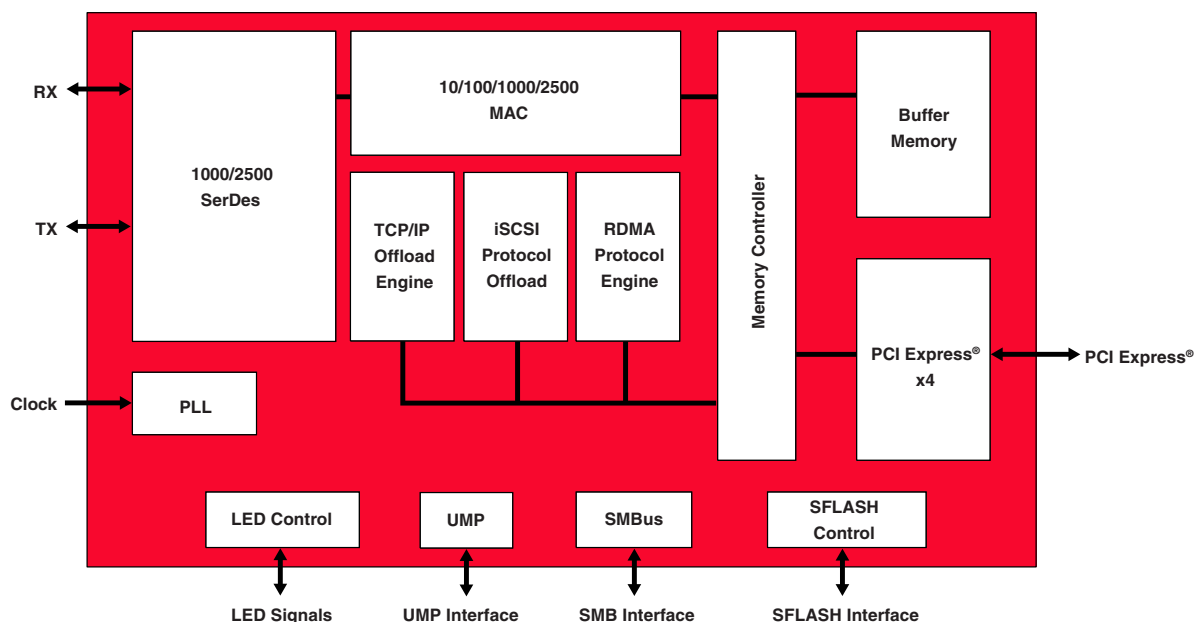 RX
TX
Clock
1000/2500
SerDes
10/100/1000/2500
MAC
TCP/IP
Offload
Engine
iSCSI
Protocol
Offload
RDMA
Protocol
Engine
Memory Controller
Buffer
Memory
PCI Express®
x4
PCI Express®
PLL
LED Control
UMP
SMBus
SFLASH
Control
LED Signals
UMP Interface
SMB Interface
SFLASH Interface